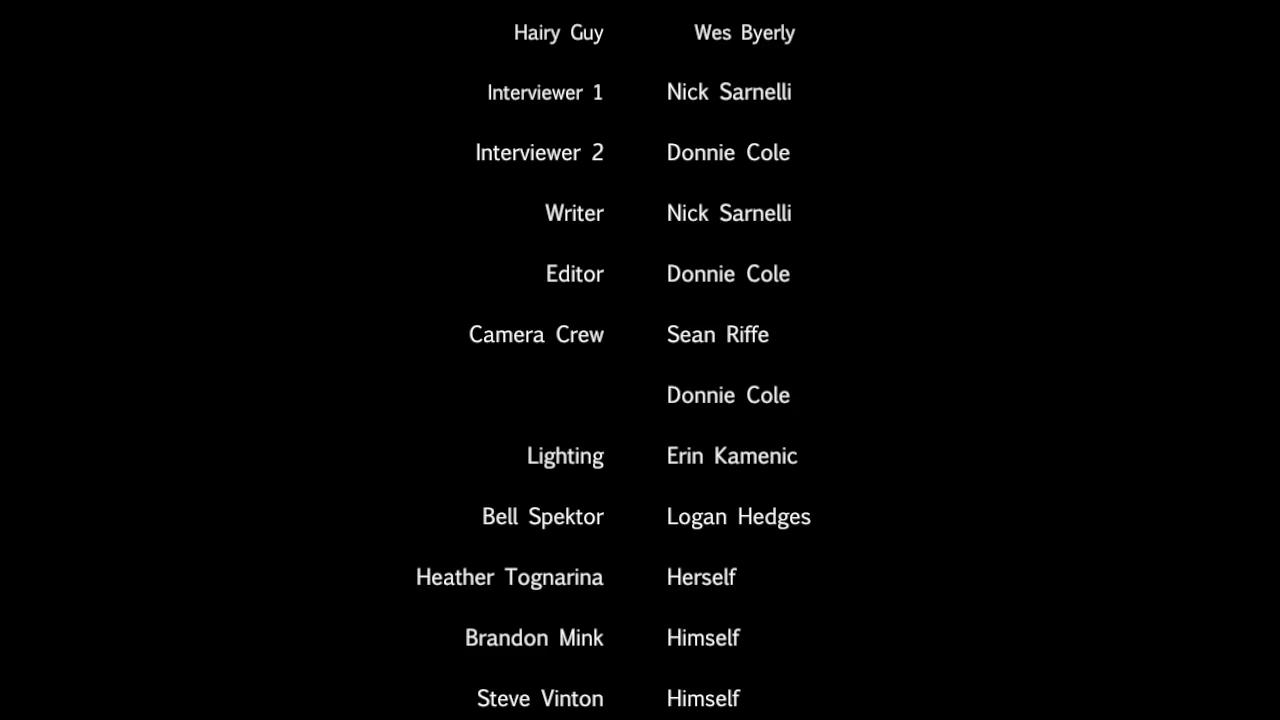 Hairy Guy Wes Byerly
Interviewer 1 Nick Sarnelli
Interviewer 2 Donnie Cole
Writer Nick Sarnelli
Editor Donnie Cole
Camera Crew Sean Riffe
Donnie Cole
Lighting Erin Kamenic
Bell Spektor Logan Hedges
Heather Tognarina Herself
Brandon Mink Himself
Steve Vinton Himself